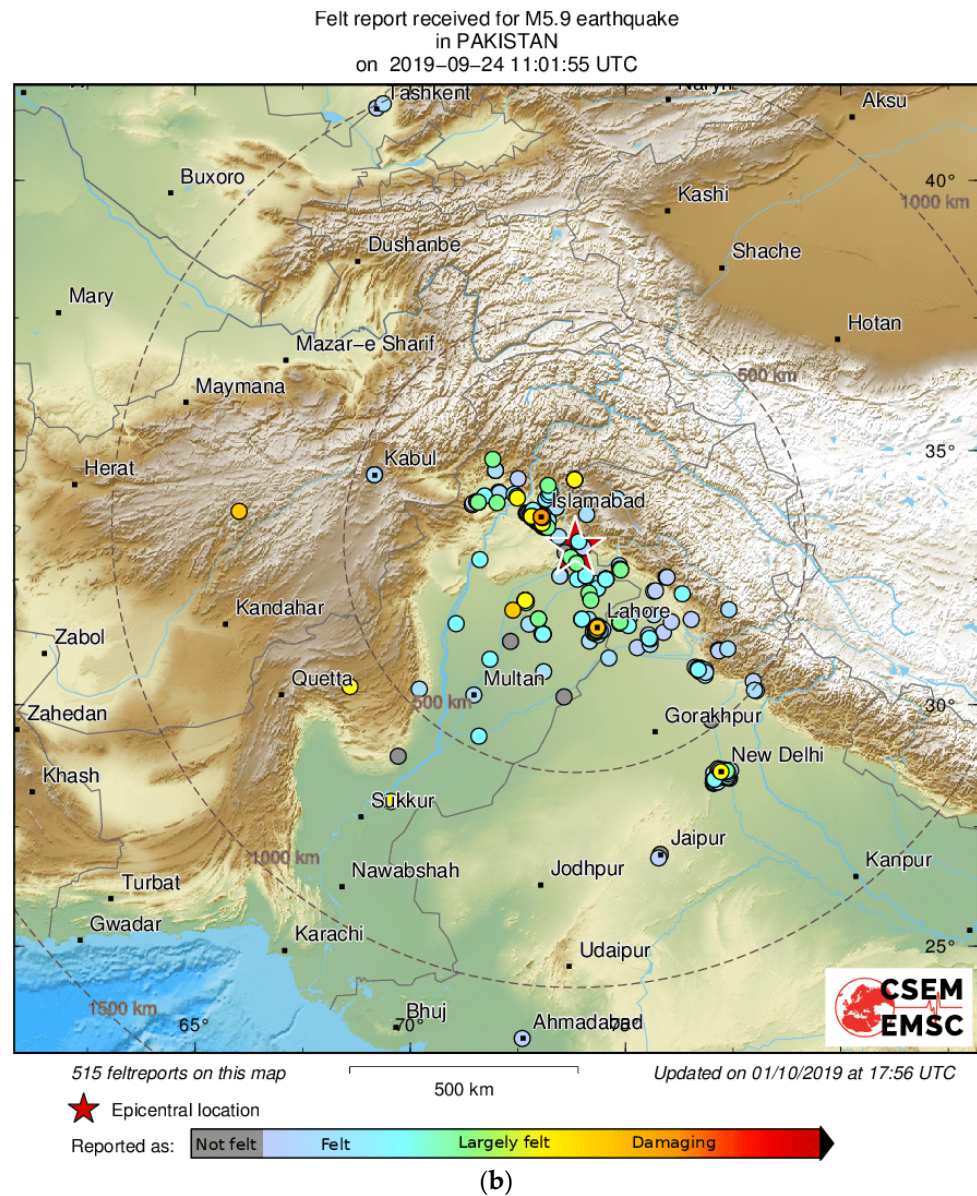 Felt report received for M5.9 earthquake
in PAKISTAN
on 2019-09-24 11:01:55 UTC
Tashkent
Naryn
Aksu
Buxoro
40°
Kashi
1000 km
Dushanbe
Shache
Mary
Hotan
Mazar-e Sharif
500 km
Maymana
35°
Herat
Kabul
Islamabad
Kandahar
Lahore
Zabol
Quetta
Multan
500 km
30°
Zahedan
Gorakhpur
New Delhi
Khash
Sukkur
Jaipur
1000 km
Kanpur
Nawabshah
Jodhpur
Turbat
Gwadar
Karachi
Udaipur
25°
1500 km
65°
70°
Bhuj
Ahmadabad
75°
CSEM
EMSC
515 feltreports on this map
500 km
Updated on 01/10/2019 at 17:56 UTC
Epicentral location
Reported as:
Not felt
Felt
Largely felt
Damaging
(b)